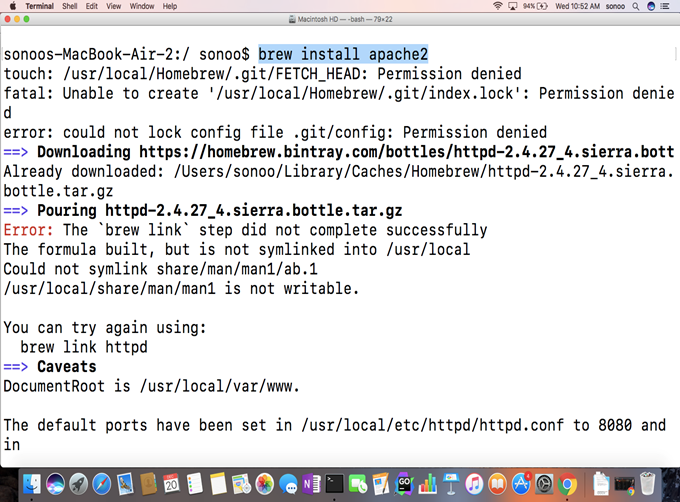 Terminal Shell Edit View Window Help 94% Wed 10:52 AM sonoo
Macintosh HD — -bash — 79×22
sonoos-MacBook-Air-2:/ sonoo$ brew install apache2
touch: /usr/local/Homebrew/.git/FETCH_HEAD: Permission denied
fatal: Unable to create '/usr/local/Homebrew/.git/index.lock': Permission denie
d
error: could not lock config file .git/config: Permission denied
==> Downloading https://homebrew.bintray.com/bottles/httpd-2.4.27_4.sierra.bott
Already downloaded: /Users/sonoo/Library/Caches/Homebrew/httpd-2.4.27_4.sierra.
bottle.tar.gz
==> Pouring httpd-2.4.27_4.sierra.bottle.tar.gz
Error: The `brew link` step did not complete successfully
The formula built, but is not symlinked into /usr/local
Could not symlink share/man/man1/ab.1
/usr/local/share/man/man1 is not writable.
You can try again using:
brew link httpd
==> Caveats
DocumentRoot is /usr/local/var/www.
The default ports have been set in /usr/local/etc/httpd/httpd.conf to 8080 and
in
20
GO